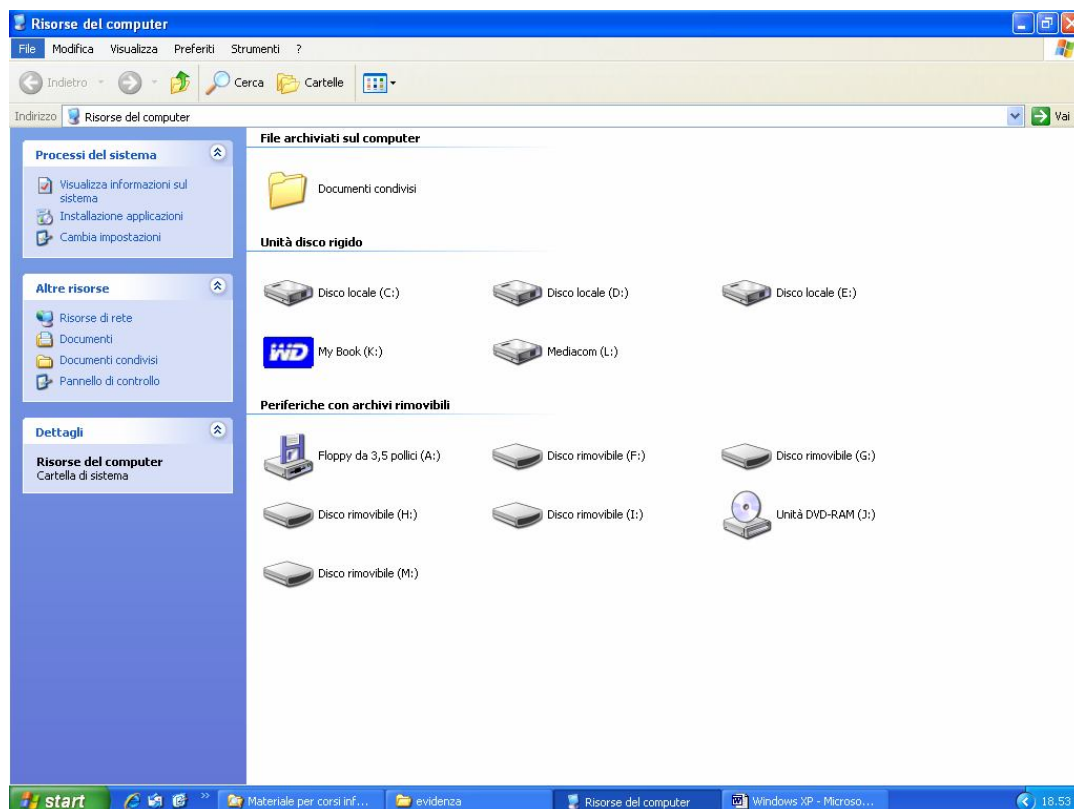 Risorse del computer
File Modifica Visualizza Preferiti Strumenti ?
Indietro Cerca Cartelle
Indirizzo Risorse del computer Vai
Processi del sistema
Visualizza informazioni sul
sistema
Installazione applicazioni
Cambia impostazioni
Altre risorse
Risorse di rete
Documenti
Documenti condivisi
Pannello di controllo
Dettagli
Risorse del computer
Cartella di sistema
File archiviati sul computer
Documenti condivisi
Unità disco rigido
Disco locale (C:) Disco locale (D:) Disco locale (E:)
WD My Book (K:) Mediacom (L:)
Periferiche con archivi rimovibili
Floppy da 3,5 pollici (A:) Disco rimovibile (F:) Disco rimovibile (G:)
Disco rimovibile (H:) Disco rimovibile (I:) Unità DVD-RAM (J:)
Disco rimovibile (M:)
start » Materiale per corsi inf... evidenza Risorse del computer Windows XP - Microso... 18.53